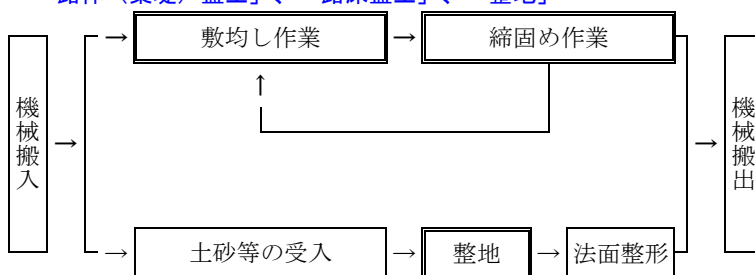 路体（築堤）盛土」、「路床盛土」、「整地」
機械搬入
→
→
敷均し作業
→
締固め作業
↑
→
土砂等の受入
→
整地
→
法面整形
→
機械搬出